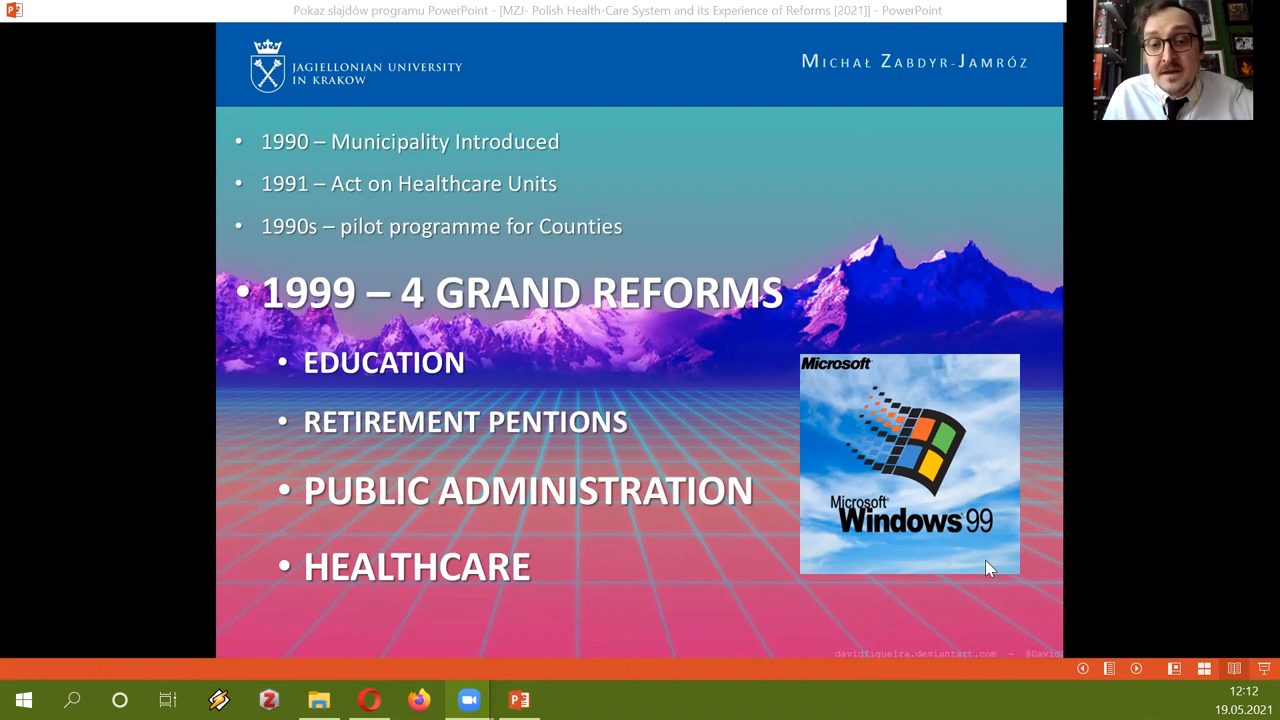 Pokaz slajdów programu PowerPoint - [MZJ- Polish Health-Care System and its Experience of Reforms [2021]] - PowerPoint
JAGIELLONIAN UNIVERSITY
IN KRAKOW
MICHAŁ ZABDYR-JAMRÓZ
• 1990 – Municipality Introduced
• 1991 – Act on Healthcare Units
• 1990s – pilot programme for Counties
• 1999 – 4 GRAND REFORMS
• EDUCATION
• RETIREMENT PENTIONS
• PUBLIC ADMINISTRATION
• HEALTHCARE
Microsoft
Microsoft®
Windows 99
davidfigueira.deviantart.com - @David
12:12
19.05.2021